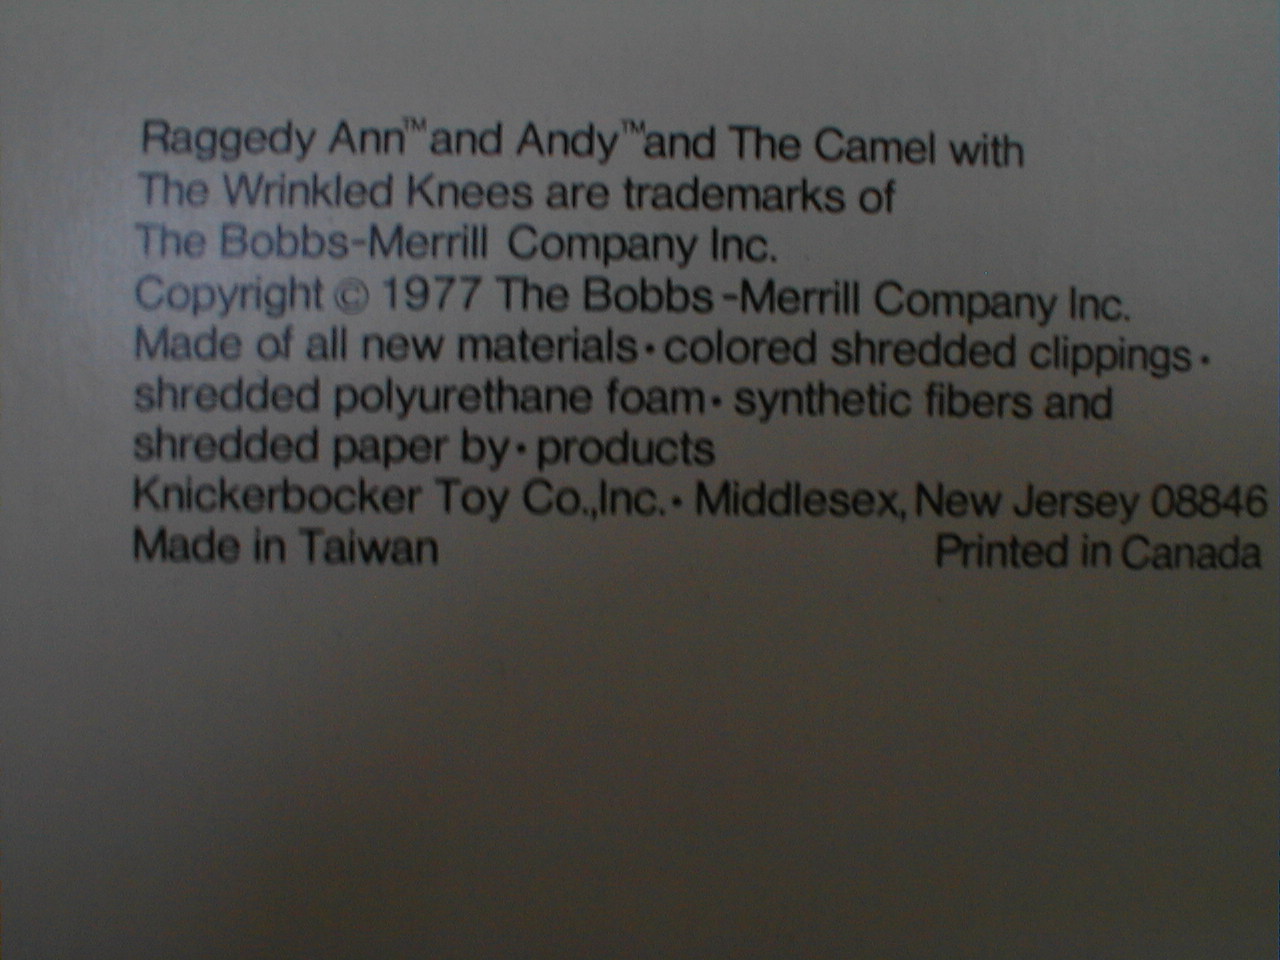 Raggedy Ann™ and Andy™ and The Camel with
The Wrinkled Knees are trademarks of
The Bobbs-Merrill Company Inc.
Copyright © 1977 The Bobbs-Merrill Company Inc.
Made of all new materials • colored shredded clippings •
shredded polyurethane foam • synthetic fibers and
shredded paper by • products
Knickerbocker Toy Co.,Inc. • Middlesex, New Jersey 08846
Made in Taiwan Printed in Canada